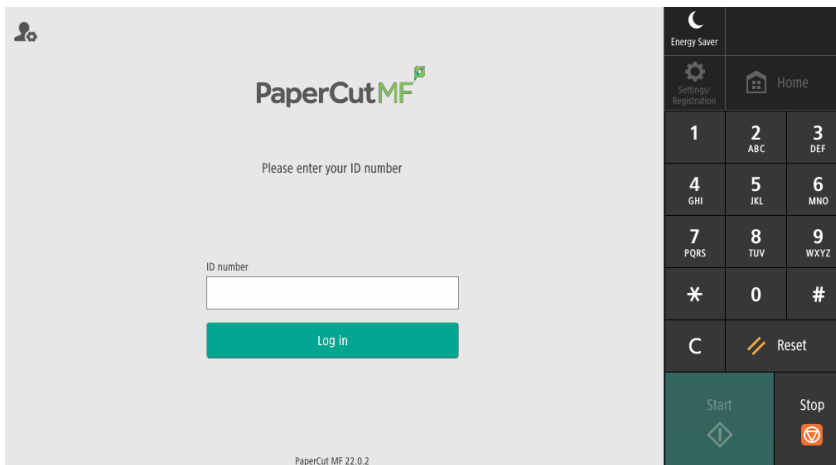 PaperCutMF
Please enter your ID number
ID number
Log in
PaperCut MF 22.0.2
Energy Saver
Settings/
Registration
Home
1
2
ABC
3
DEF
4
GHI
5
JKL
6
MNO
7
PQRS
8
TUV
9
WXYZ
*
0
#
C
Reset
Start
Stop